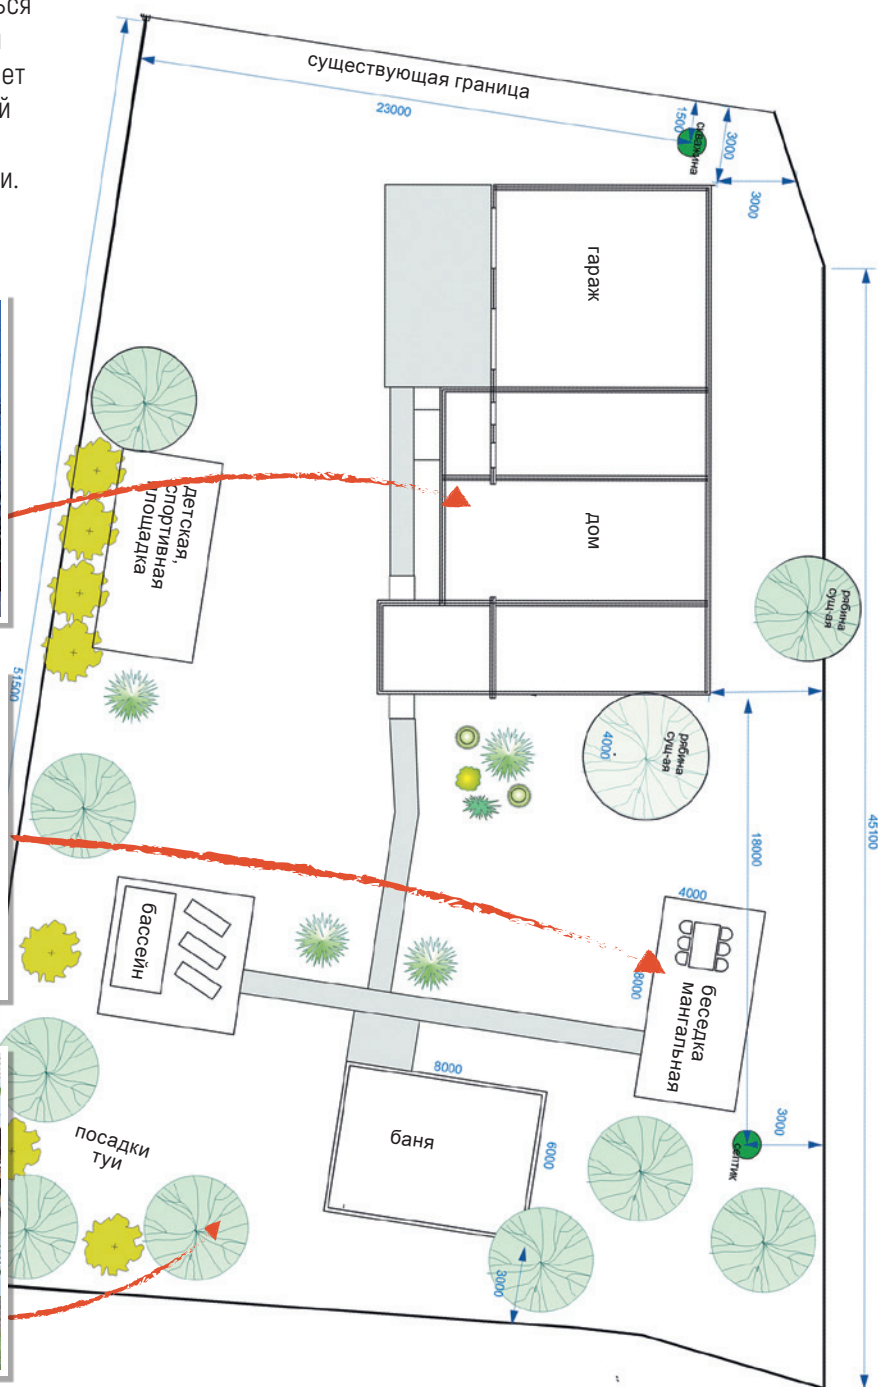 ься
ет
й
и.
существующая граница
23000
1500
скважина
3000
3000
гараж
дом
детская,
спортивная
площадка
рябина
сущ-ая
рябина
сущ-ая
4000
51500
45100
18000
4000
8000
беседка
мангальная
бассейн
8000
баня
6000
3000
септик
посадки
туи
3000